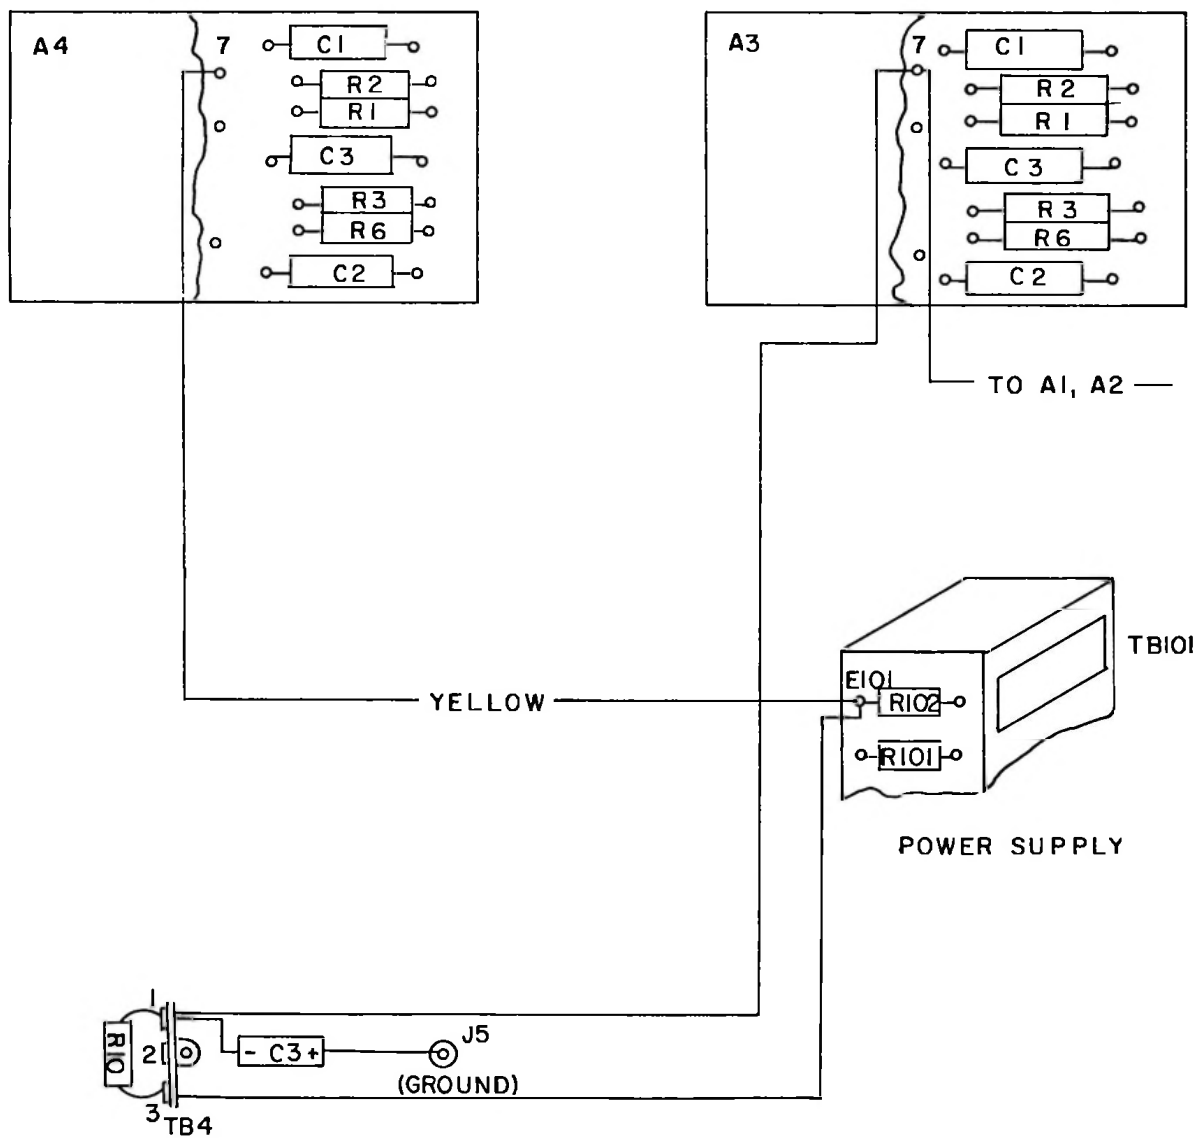 A4
7
C1
R2
R1
C3
R3
R6
C2
A3
7
C1
R2
R1
C3
R3
R6
C2
TO A1, A2
TB101
E101
R102
R101
YELLOW
POWER SUPPLY
1
R10
2
- C3 +
J5
(GROUND)
3
TB4